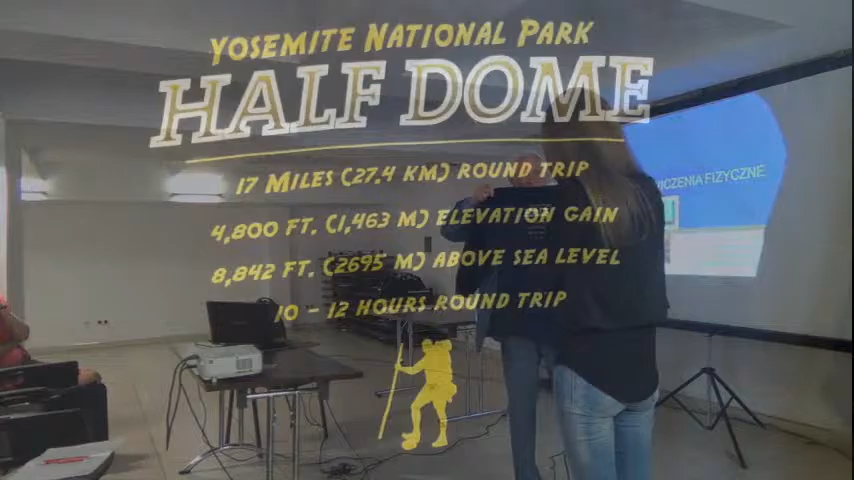 YOSEMITE NATIONAL PARK
HALF DOME
17 MILES (27.4 KM) ROUND TRIP
4,800 FT. (1,463 M) ELEVATION GAIN
8,842 FT. (2695 M) ABOVE SEA LEVEL
10 - 12 HOURS ROUND TRIP
FIZYCZNE